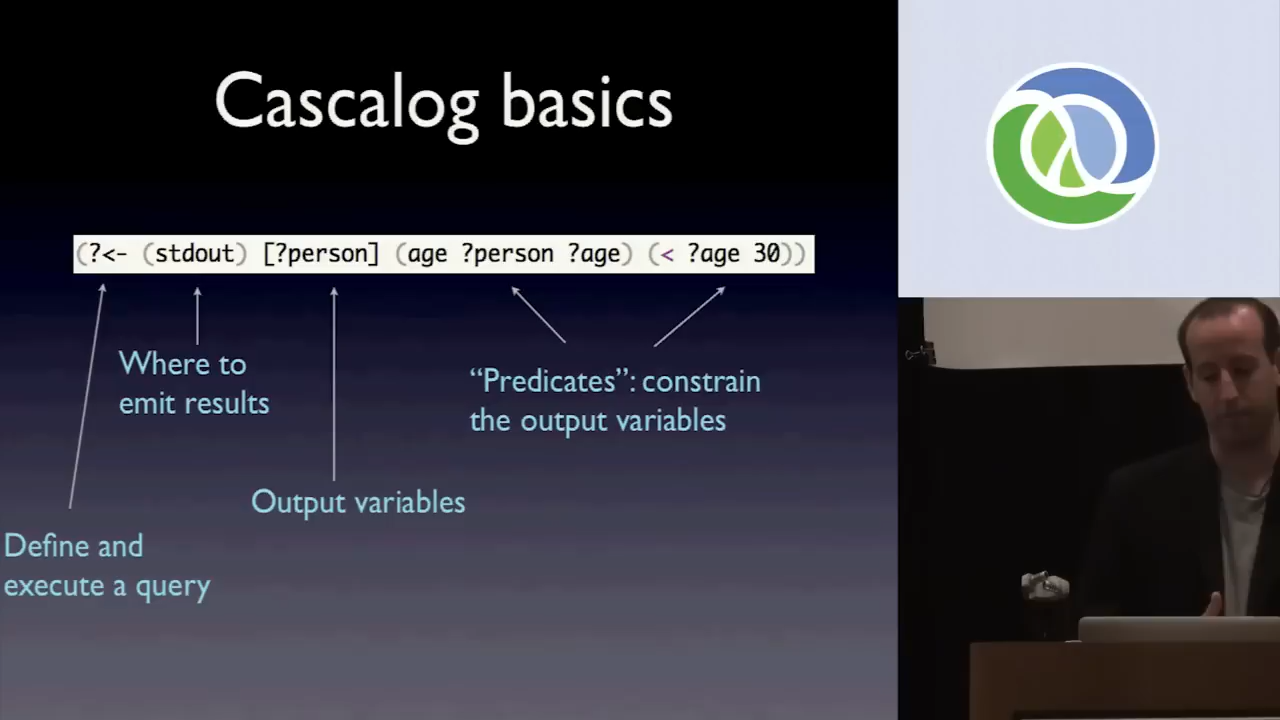 Cascalog basics
(?<- (stdout) [?person] (age ?person ?age) (< ?age 30))
Where to
emit results
“Predicates”: constrain
the output variables
Output variables
Define and
execute a query